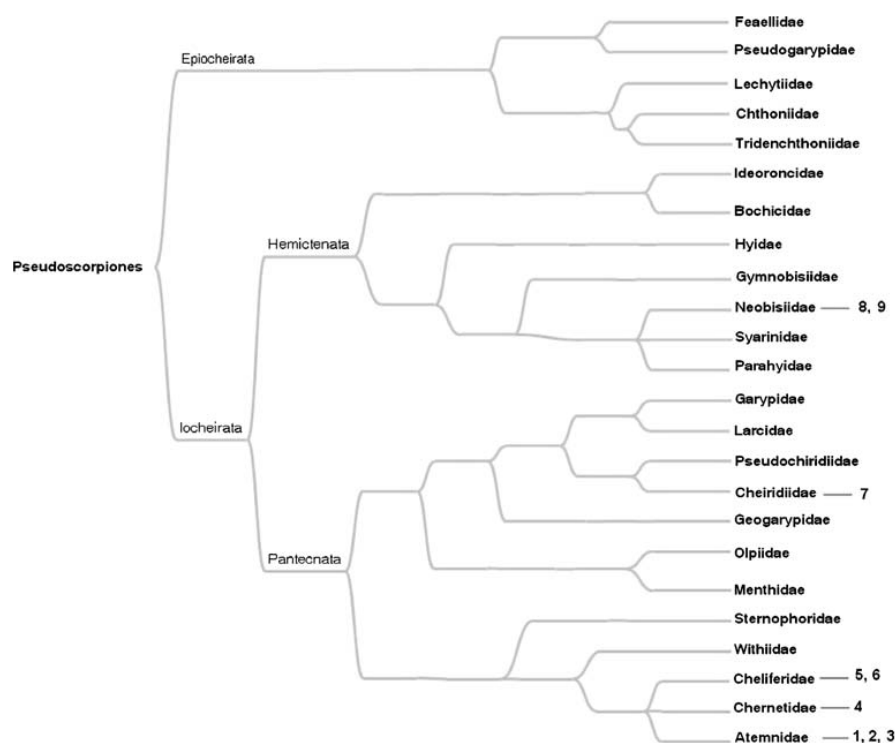 Feaellidae
Epiocheirata
Pseudogarypidae
Lechytiidae
Chthoniidae
Tridenchthoniidae
Ideoroncidae
Bochicidae
Hemictenata
Hyidae
Pseudoscorpiones
Gymnobisiidae
Neobisiidae 8, 9
Syarinidae
Parahyidae
Garypidae
Larcidae
Iocheirata
Pseudochiridiidae
Cheiridiidae 7
Geogarypidae
Olpiidae
Pantecnata
Menthidae
Sternophoridae
Withiidae
Cheliferidae 5, 6
Chernetidae 4
Atemnidae 1, 2, 3